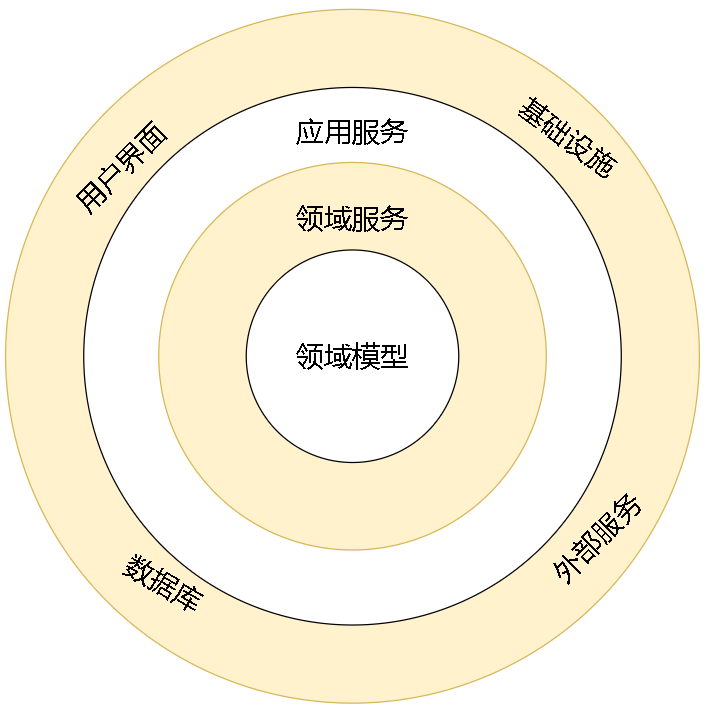 应用服务
基础设施
用户界面
领域服务
领域模型
外部服务
数据库